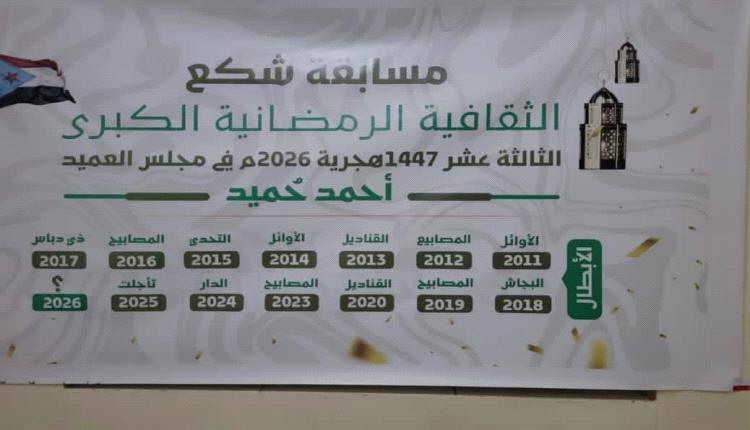 مسابقة شكع
الثقافية الرمضانية الكبرى
الثالثة عشر 1447هجرية 2026م في مجلس العميد
أحمد حُميد
الأبطال
الأوائل المصابيع القناديل الأوائل التحدي المصابيح ذي دباس
2011 2012 2013 2014 2015 2016 2017
البجاش المصابيح القناديل المصابيح الدار تأجلت ؟
2018 2019 2020 2023 2024 2025 2026